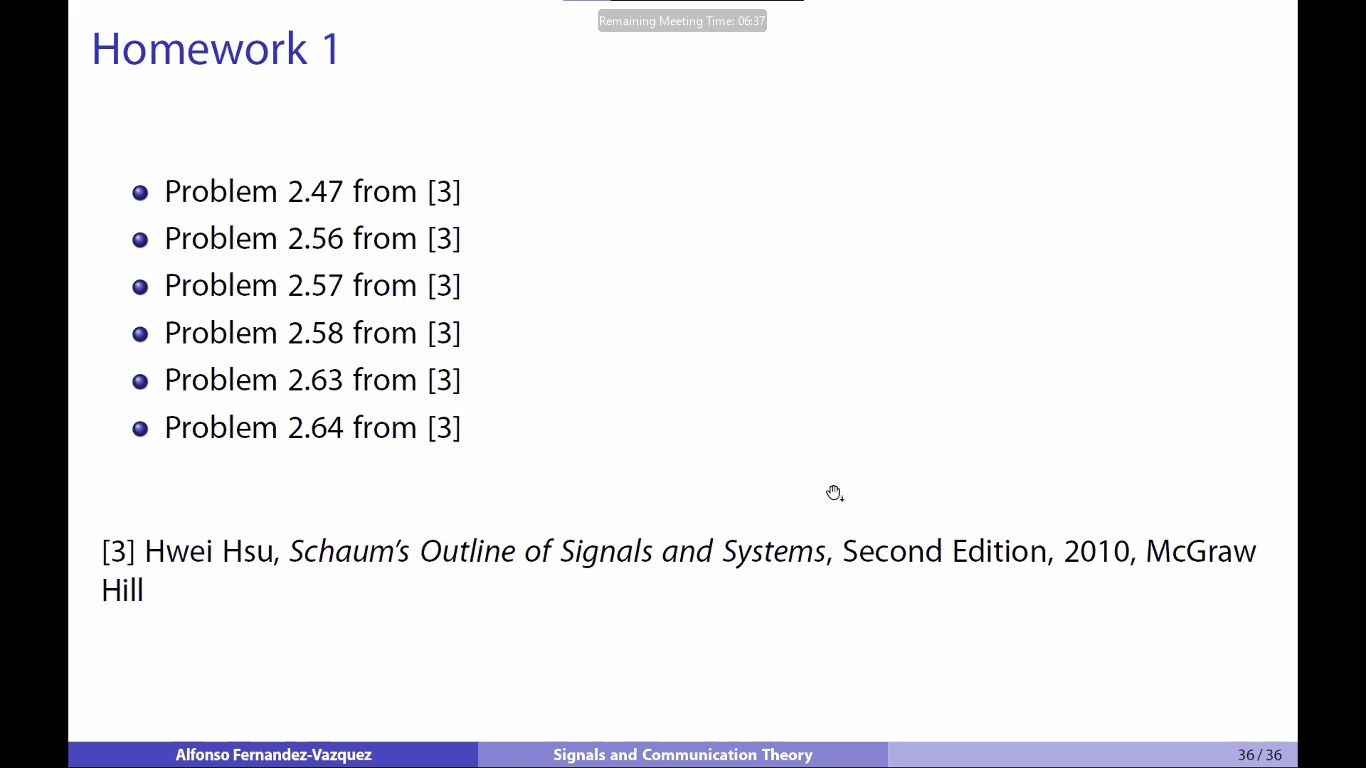 Remaining Meeting Time: 06:37
Homework 1
Problem 2.47 from [3]
Problem 2.56 from [3]
Problem 2.57 from [3]
Problem 2.58 from [3]
Problem 2.63 from [3]
Problem 2.64 from [3]
[3] Hwei Hsu, Schaum's Outline of Signals and Systems, Second Edition, 2010, McGraw
Hill
Alfonso Fernandez-Vazquez
Signals and Communication Theory
36 / 36